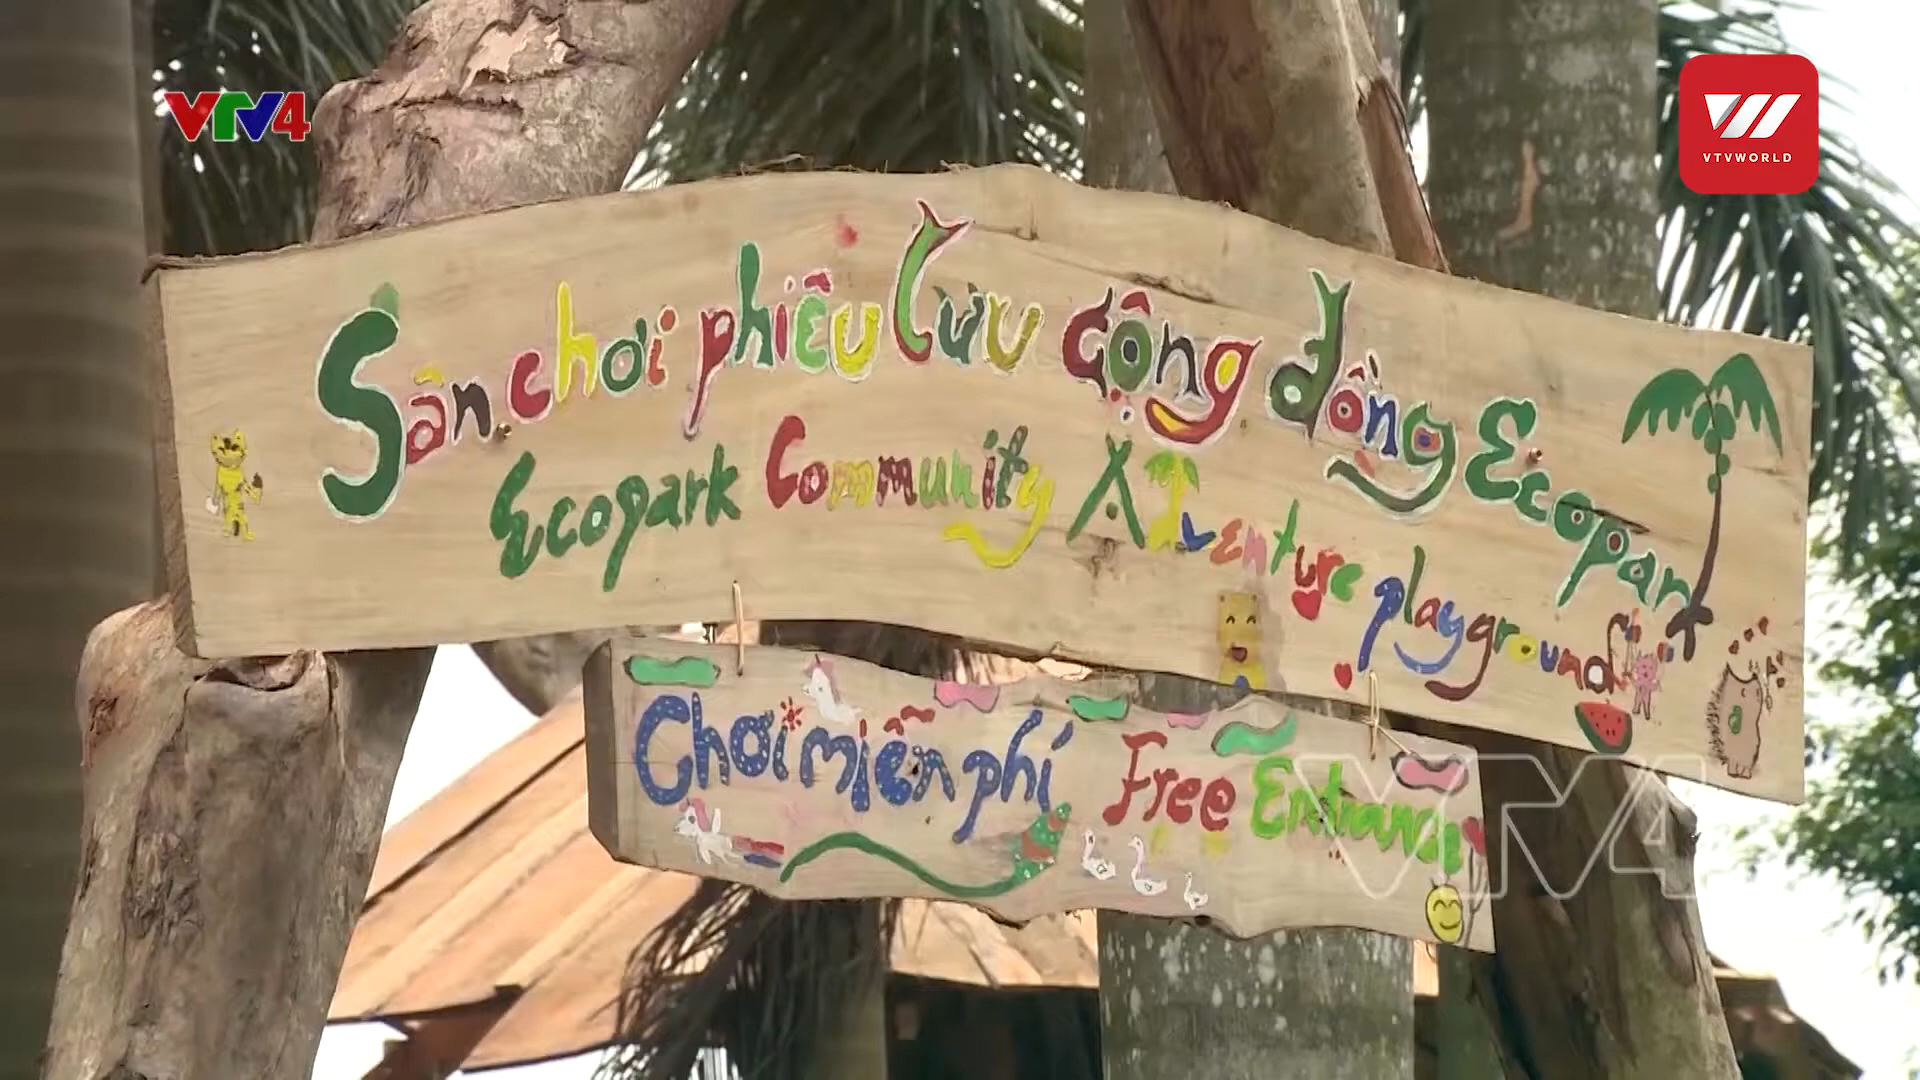 VTV4
VTVWORLD
Sân chơi phiêu lưu cộng đồng Ecopark
Ecopark Community Adventure playground
Chơi miễn phí Free Entrance
VTV4